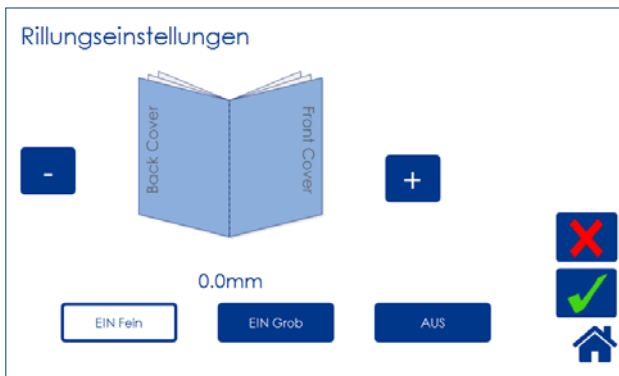 Rillungseinstellungen
Back Cover
Front Cover
-
+
0.0mm
EIN Fein
EIN Grob
AUS